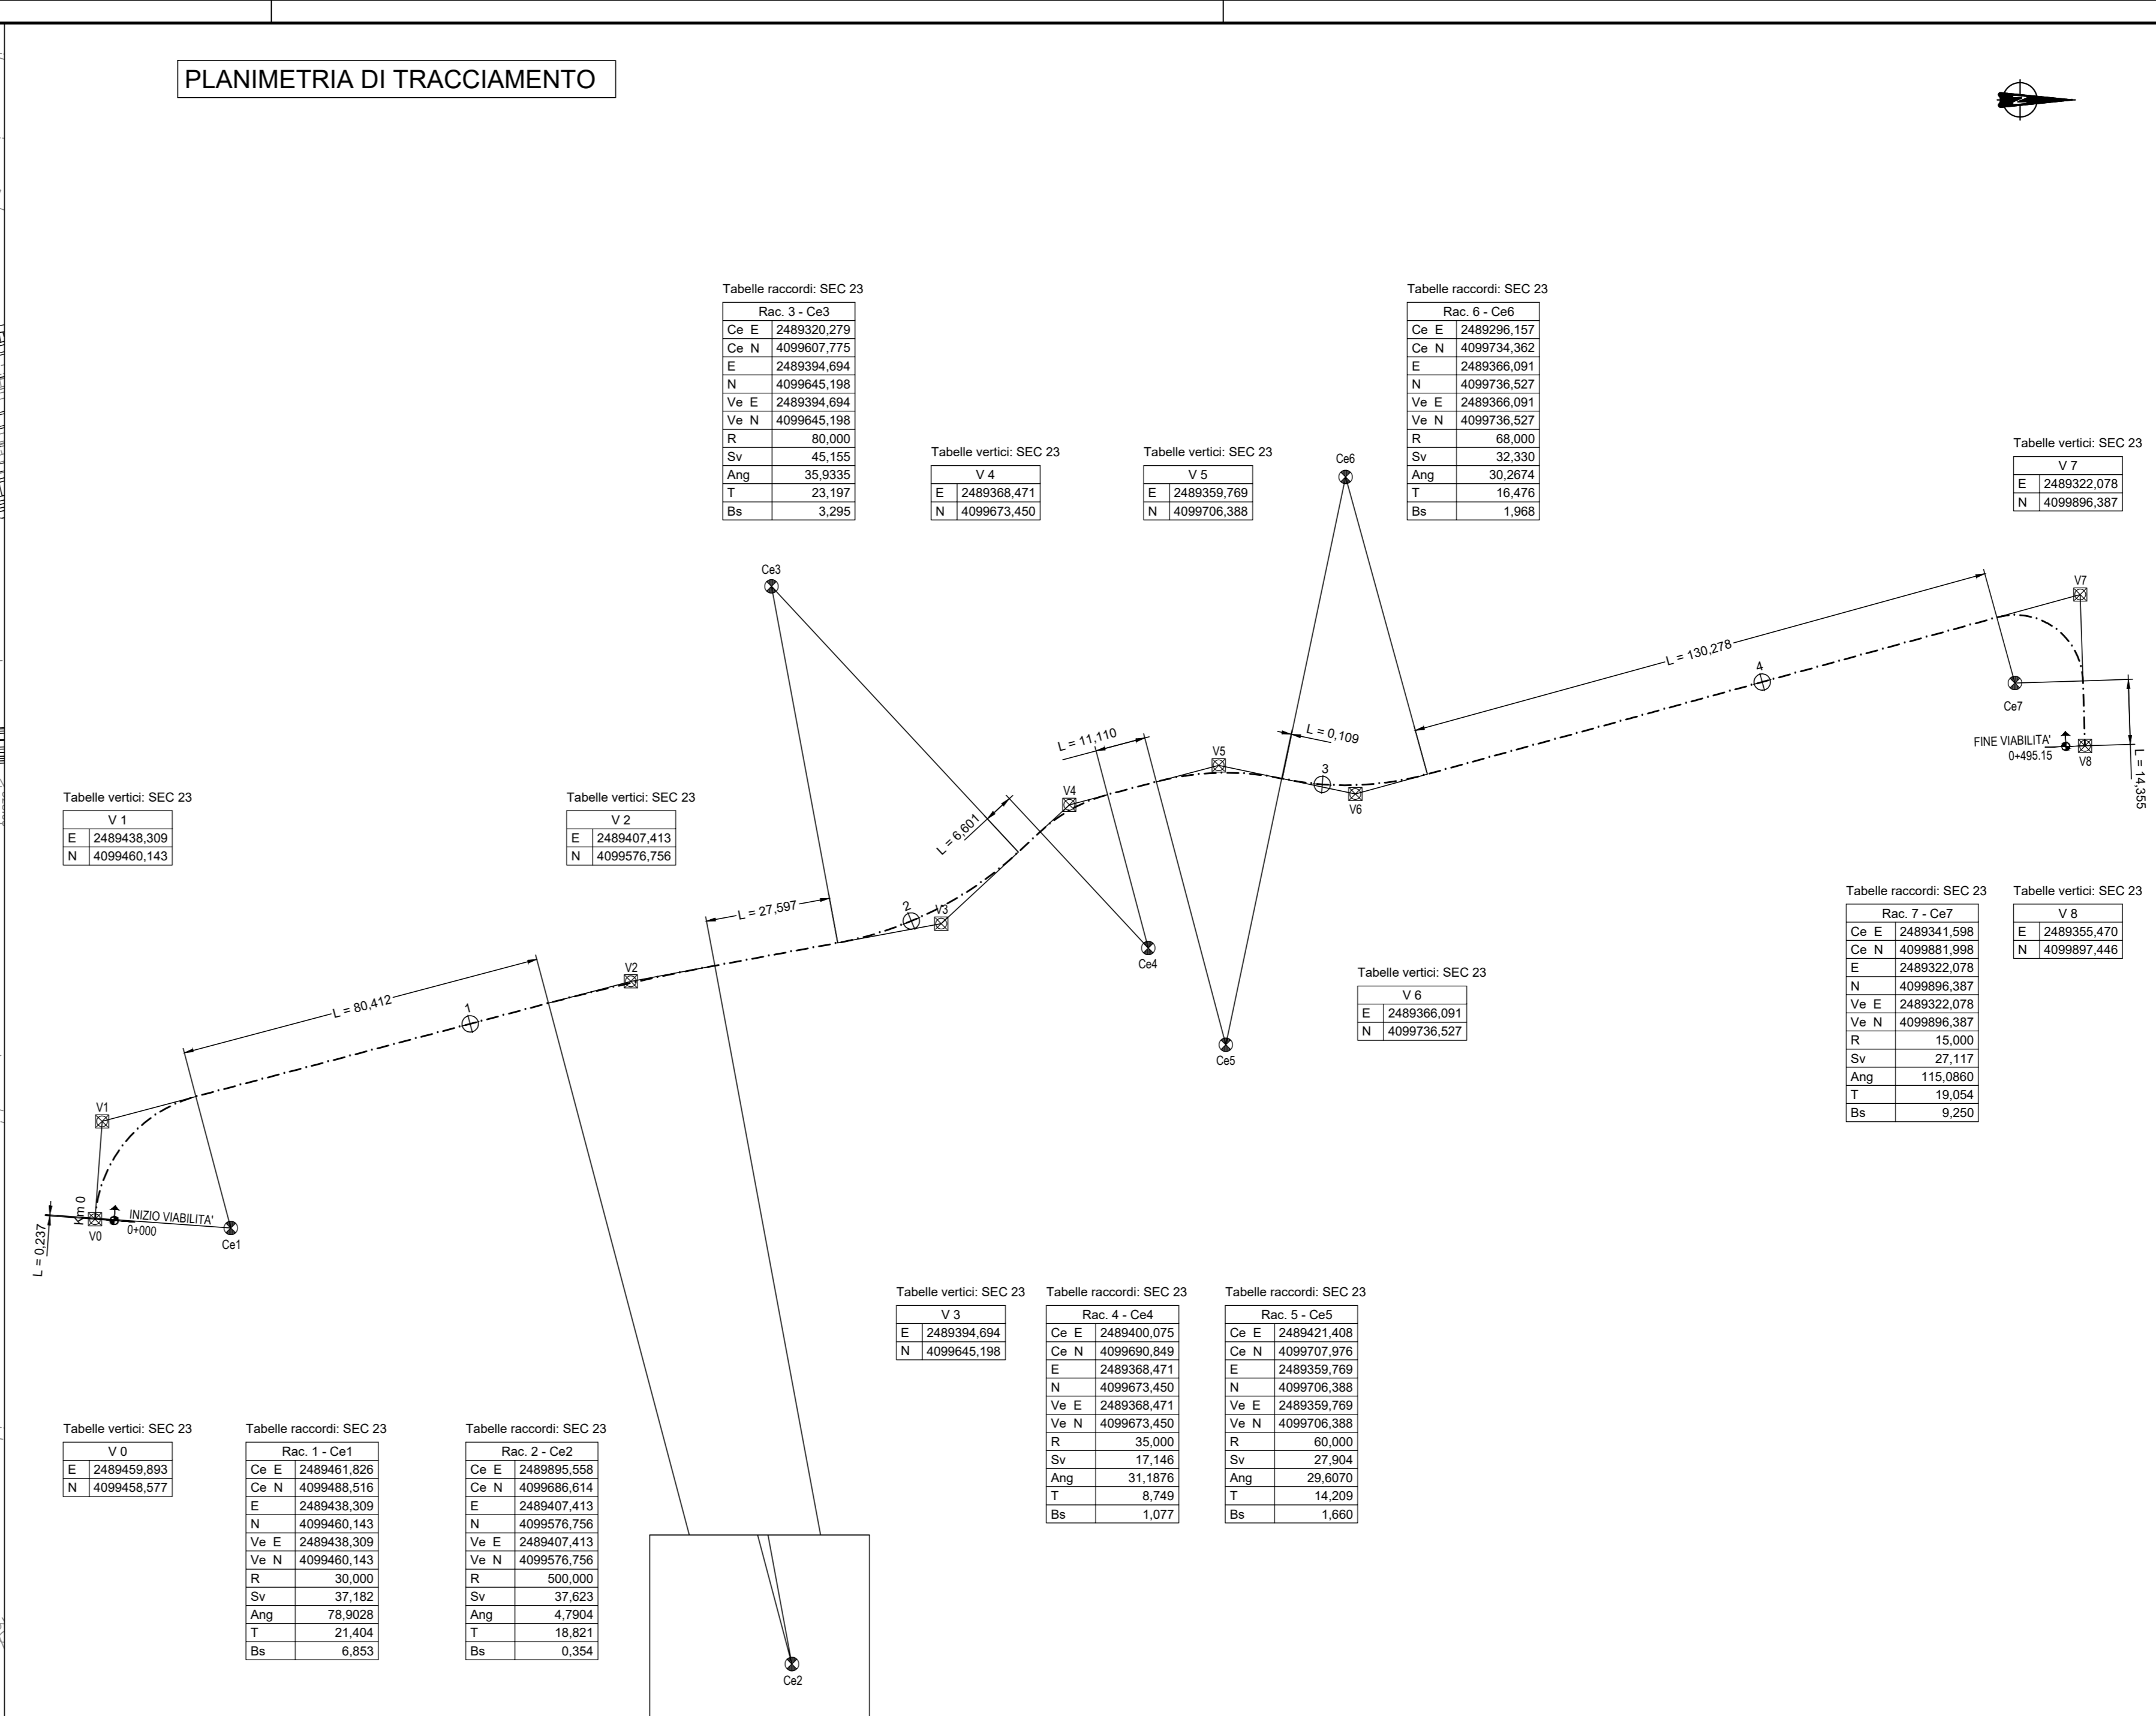 PLANIMETRIA DI TRACCIAMENTO
Tabelle raccordi: SEC 23
Rac. 3 - Ce3
Ce E 2489320,279
Ce N 4099607,775
E 2489394,694
N 4099645,198
Ve E 2489394,694
Ve N 4099645,198
R 80,000
Sv 45,155
Ang 35,9335
T 23,197
Bs 3,295
Tabelle vertici: SEC 23
V 4
E 2489368,471
N 4099673,450
Tabelle vertici: SEC 23
V 5
E 2489359,769
N 4099706,388
Tabelle raccordi: SEC 23
Rac. 6 - Ce6
Ce E 2489296,157
Ce N 4099734,362
E 2489366,091
N 4099736,527
Ve E 2489366,091
Ve N 4099736,527
R 68,000
Sv 32,330
Ang 30,2674
T 16,476
Bs 1,968
Tabelle vertici: SEC 23
V 7
E 2489322,078
N 4099896,387
Ce6
Ce3
V7
L = 130,278
4
Ce7
L = 0,109
L = 11,110
V5
3
V6
V4
FINE VIABILITA'
0+495.15
V8
L = 14,355
L = 6,601
Tabelle vertici: SEC 23
V 1
E 2489438,309
N 4099460,143
Tabelle vertici: SEC 23
V 2
E 2489407,413
N 4099576,756
L = 27,597
2
V3
Ce4
V2
L = 80,412
1
Ce5
Tabelle vertici: SEC 23
V 6
E 2489366,091
N 4099736,527
Tabelle raccordi: SEC 23
Rac. 7 - Ce7
Ce E 2489341,598
Ce N 4099881,998
E 2489322,078
N 4099896,387
Ve E 2489322,078
Ve N 4099896,387
R 15,000
Sv 27,117
Ang 115,0860
T 19,054
Bs 9,250
Tabelle vertici: SEC 23
V 8
E 2489355,470
N 4099897,446
V1
Km 0
INIZIO VIABILITA'
0+000
V0
Ce1
L = 0,237
Tabelle vertici: SEC 23
V 3
E 2489394,694
N 4099645,198
Tabelle raccordi: SEC 23
Rac. 4 - Ce4
Ce E 2489400,075
Ce N 4099690,849
E 2489368,471
N 4099673,450
Ve E 2489368,471
Ve N 4099673,450
R 35,000
Sv 17,146
Ang 31,1876
T 8,749
Bs 1,077
Tabelle raccordi: SEC 23
Rac. 5 - Ce5
Ce E 2489421,408
Ce N 4099707,976
E 2489359,769
N 4099706,388
Ve E 2489359,769
Ve N 4099706,388
R 60,000
Sv 27,904
Ang 29,6070
T 14,209
Bs 1,660
Tabelle vertici: SEC 23
V 0
E 2489459,893
N 4099458,577
Tabelle raccordi: SEC 23
Rac. 1 - Ce1
Ce E 2489461,826
Ce N 4099488,516
E 2489438,309
N 4099460,143
Ve E 2489438,309
Ve N 4099460,143
R 30,000
Sv 37,182
Ang 78,9028
T 21,404
Bs 6,853
Tabelle raccordi: SEC 23
Rac. 2 - Ce2
Ce E 2489895,558
Ce N 4099686,614
E 2489407,413
N 4099576,756
Ve E 2489407,413
Ve N 4099576,756
R 500,000
Sv 37,623
Ang 4,7904
T 18,821
Bs 0,354
Ce2